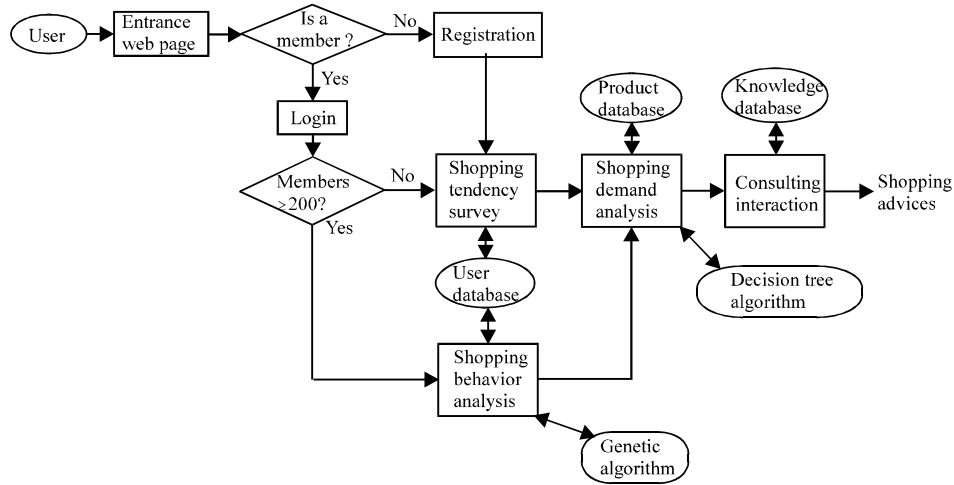 User
Entrance
web page
Is a
member ?
No
Registration
Yes
Login
Members
>200?
No
Yes
Shopping
tendency
survey
User
database
Shopping
behavior
analysis
Genetic
algorithm
Product
database
Shopping
demand
analysis
Decision tree
algorithm
Knowledge
database
Consulting
interaction
Shopping
advices